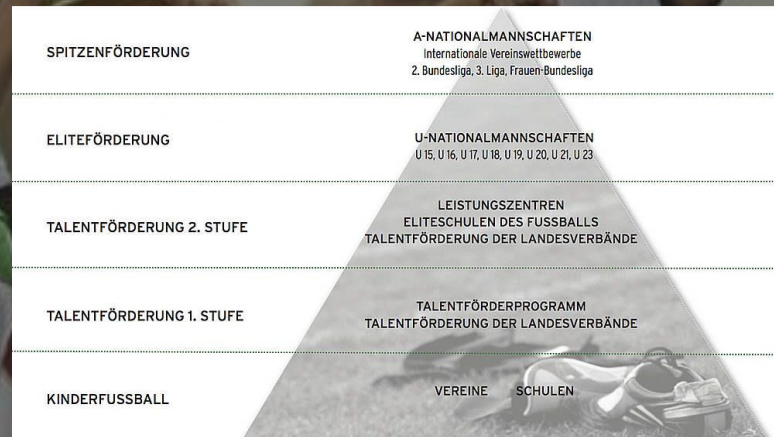 SPITZENFÖRDERUNG
A-NATIONALMANNSCHAFTEN
Internationale Vereinswettbewerbe
2. Bundesliga, 3. Liga, Frauen-Bundesliga
ELITEFÖRDERUNG
U-NATIONALMANNSCHAFTEN
U 15, U 16, U 17, U 18, U 19, U 20, U 21, U 23
TALENTFÖRDERUNG 2. STUFE
LEISTUNGSZENTREN
ELITESCHULEN DES FUSSBALLS
TALENTFÖRDERUNG DER LANDESVERBÄNDE
TALENTFÖRDERUNG 1. STUFE
TALENTFÖRDERPROGRAMM
TALENTFÖRDERUNG DER LANDESVERBÄNDE
KINDERFUSSBALL
VEREINE SCHULEN